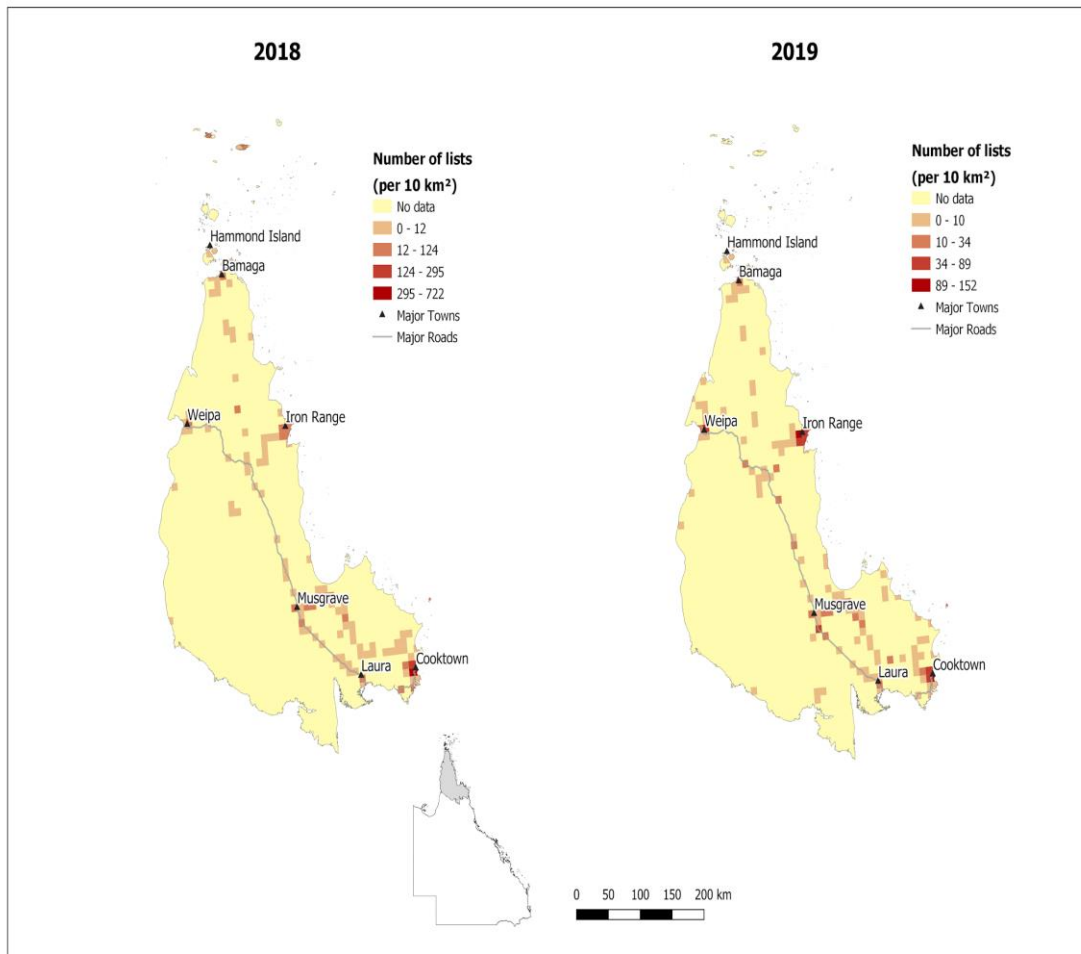 2018
Number of lists
(per 10 km²)
No data
0 - 12
12 - 124
124 - 295
295 - 722
Major Towns
Major Roads
Hammond Island
Bamaga
Weipa
Iron Range
Musgrave
Laura
Cooktown
2019
Number of lists
(per 10 km²)
No data
0 - 10
10 - 34
34 - 89
89 - 152
Major Towns
Major Roads
Hammond Island
Bamaga
Weipa
Iron Range
Musgrave
Laura
Cooktown
0 50 100 150 200 km